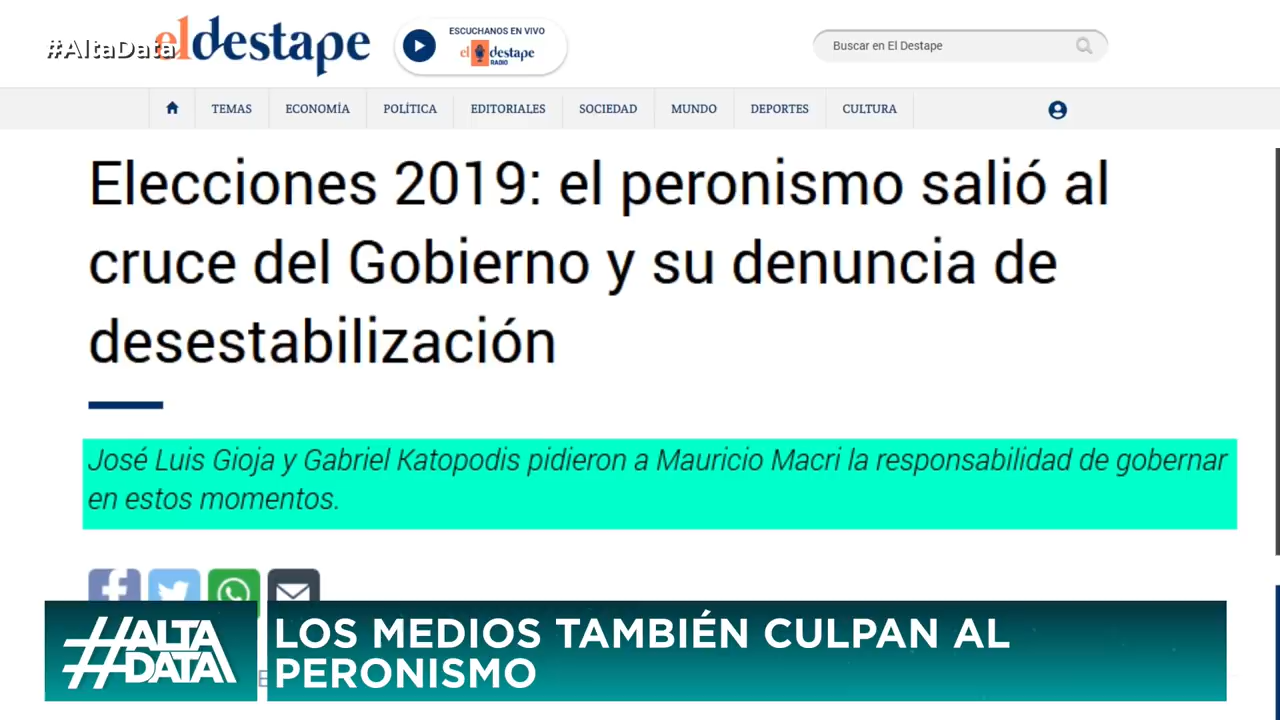 #AltaData
el destape
ESCUCHANOS EN VIVO
el destape
RADIO
Buscar en El Destape
TEMAS ECONOMÍA POLÍTICA EDITORIALES SOCIEDAD MUNDO DEPORTES CULTURA
Elecciones 2019: el peronismo salió al
cruce del Gobierno y su denuncia de
desestabilización
José Luis Gioja y Gabriel Katopodis pidieron a Mauricio Macri la responsabilidad de gobernar
en estos momentos.
#ALTA
DATA
LOS MEDIOS TAMBIÉN CULPAN AL
PERONISMO